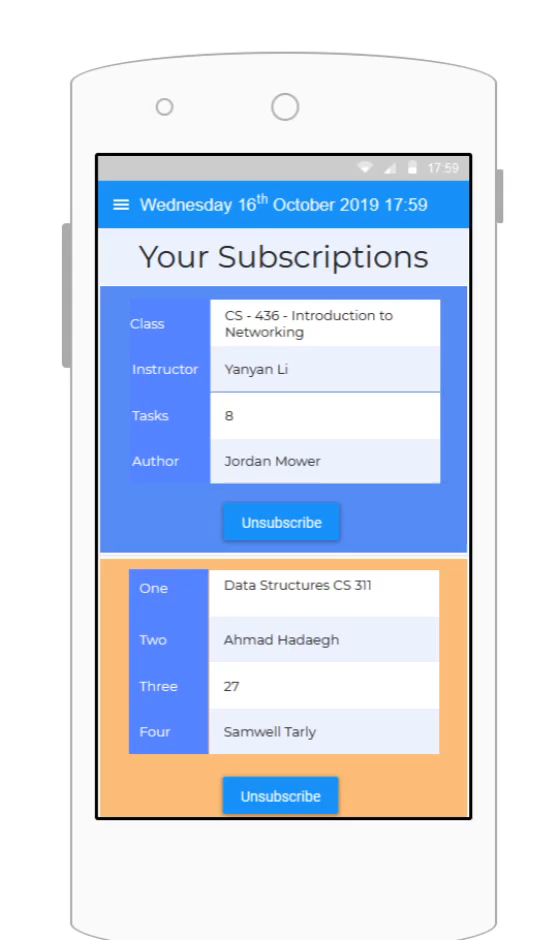 17:59
Wednesday 16th October 2019 17:59
Your Subscriptions
Class
CS - 436 - Introduction to
Networking
Instructor
Yanyan Li
Tasks
8
Author
Jordan Mower
Unsubscribe
One
Data Structures CS 311
Two
Ahmad Hadaegh
Three
27
Four
Samwell Tarly
Unsubscribe